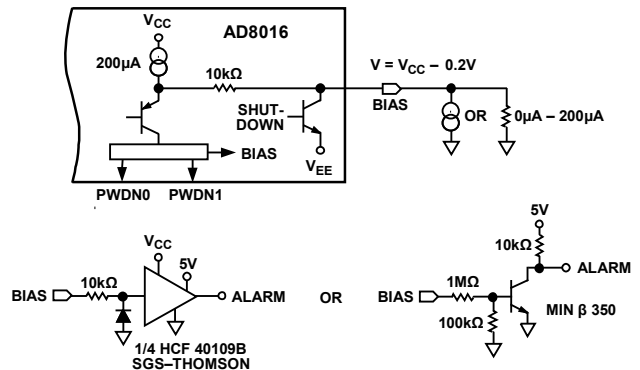 AD8016
VCC
200µA
10kΩ
SHUT-
DOWN
VEE
BIAS
PWDN0
PWDN1
V = VCC – 0.2V
BIAS
OR
0µA – 200µA
BIAS
10kΩ
VCC
5V
ALARM
1/4 HCF 40109B
SGS–THOMSON
OR
BIAS
1MΩ
100kΩ
5V
10kΩ
ALARM
MIN β 350